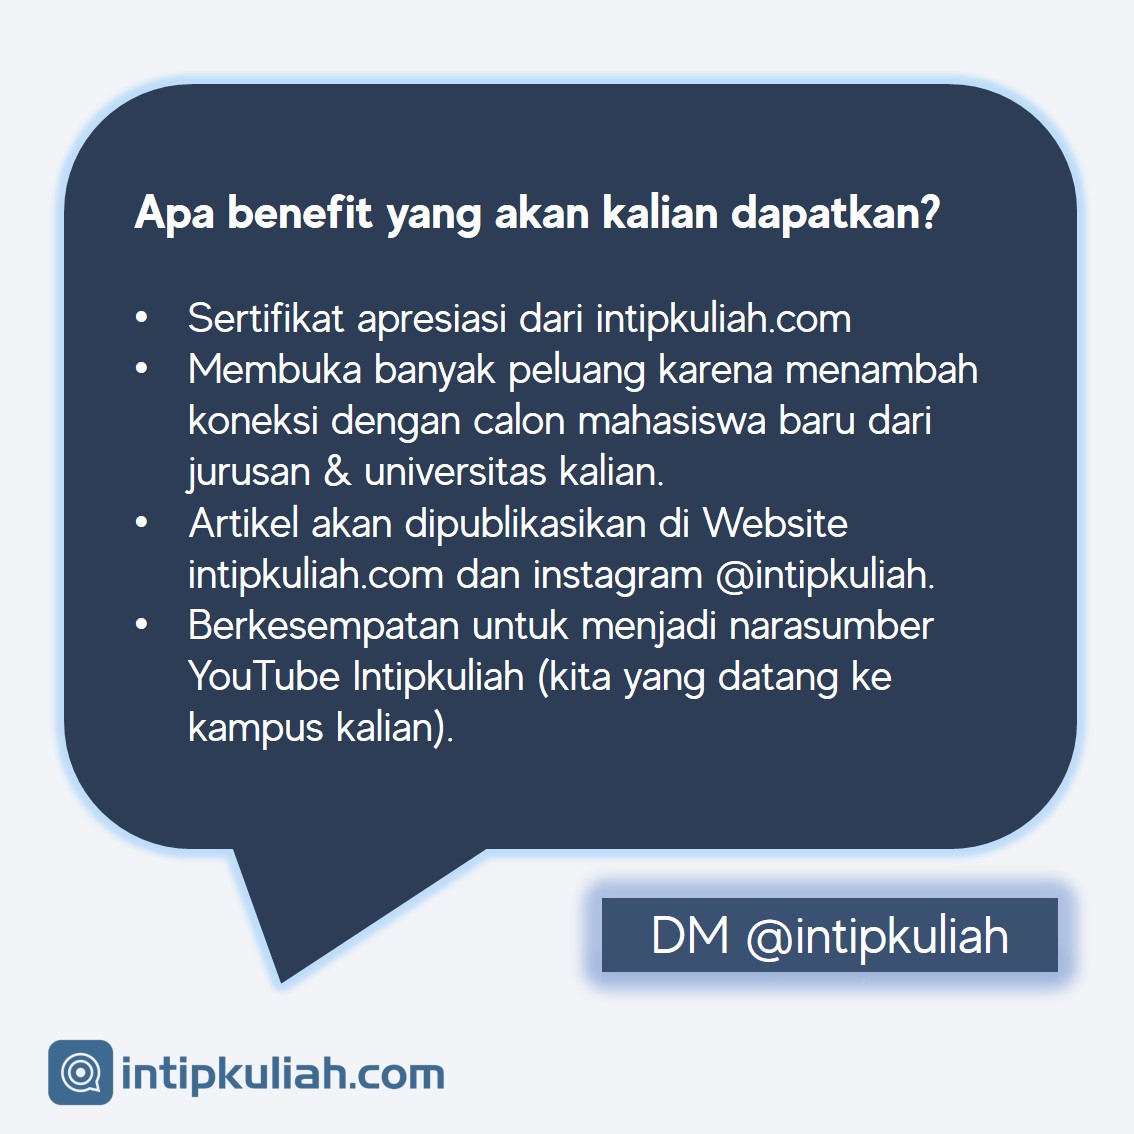 Apa benefit yang akan kalian dapatkan?
• Sertifikat apresiasi dari intipkuliah.com
• Membuka banyak peluang karena menambah
koneksi dengan calon mahasiswa baru dari
jurusan & universitas kalian.
• Artikel akan dipublikasikan di Website
intipkuliah.com dan instagram @intipkuliah.
• Berkesempatan untuk menjadi narasumber
YouTube Intipkuliah (kita yang datang ke
kampus kalian).
DM @intipkuliah
intipkuliah.com